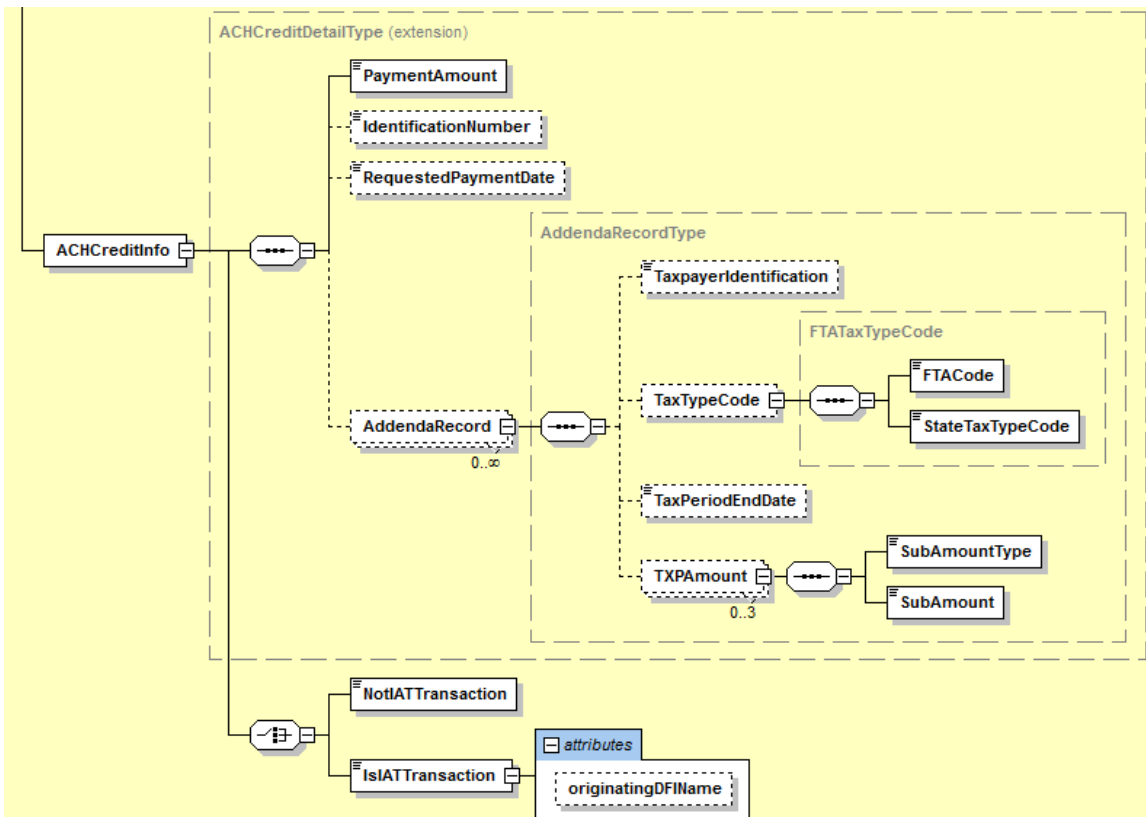 ACHCreditDetailType (extension)
PaymentAmount
IdentificationNumber
RequestedPaymentDate
AddendaRecordType
ACHCreditInfo
TaxpayerIdentification
FTATaxTypeCode
FTACode
TaxTypeCode
StateTaxTypeCode
AddendaRecord
0..∞
TaxPeriodEndDate
SubAmountType
TXPAmount
SubAmount
0..3
NotIATTransaction
attributes
IsIATTransaction
originatingDFIName